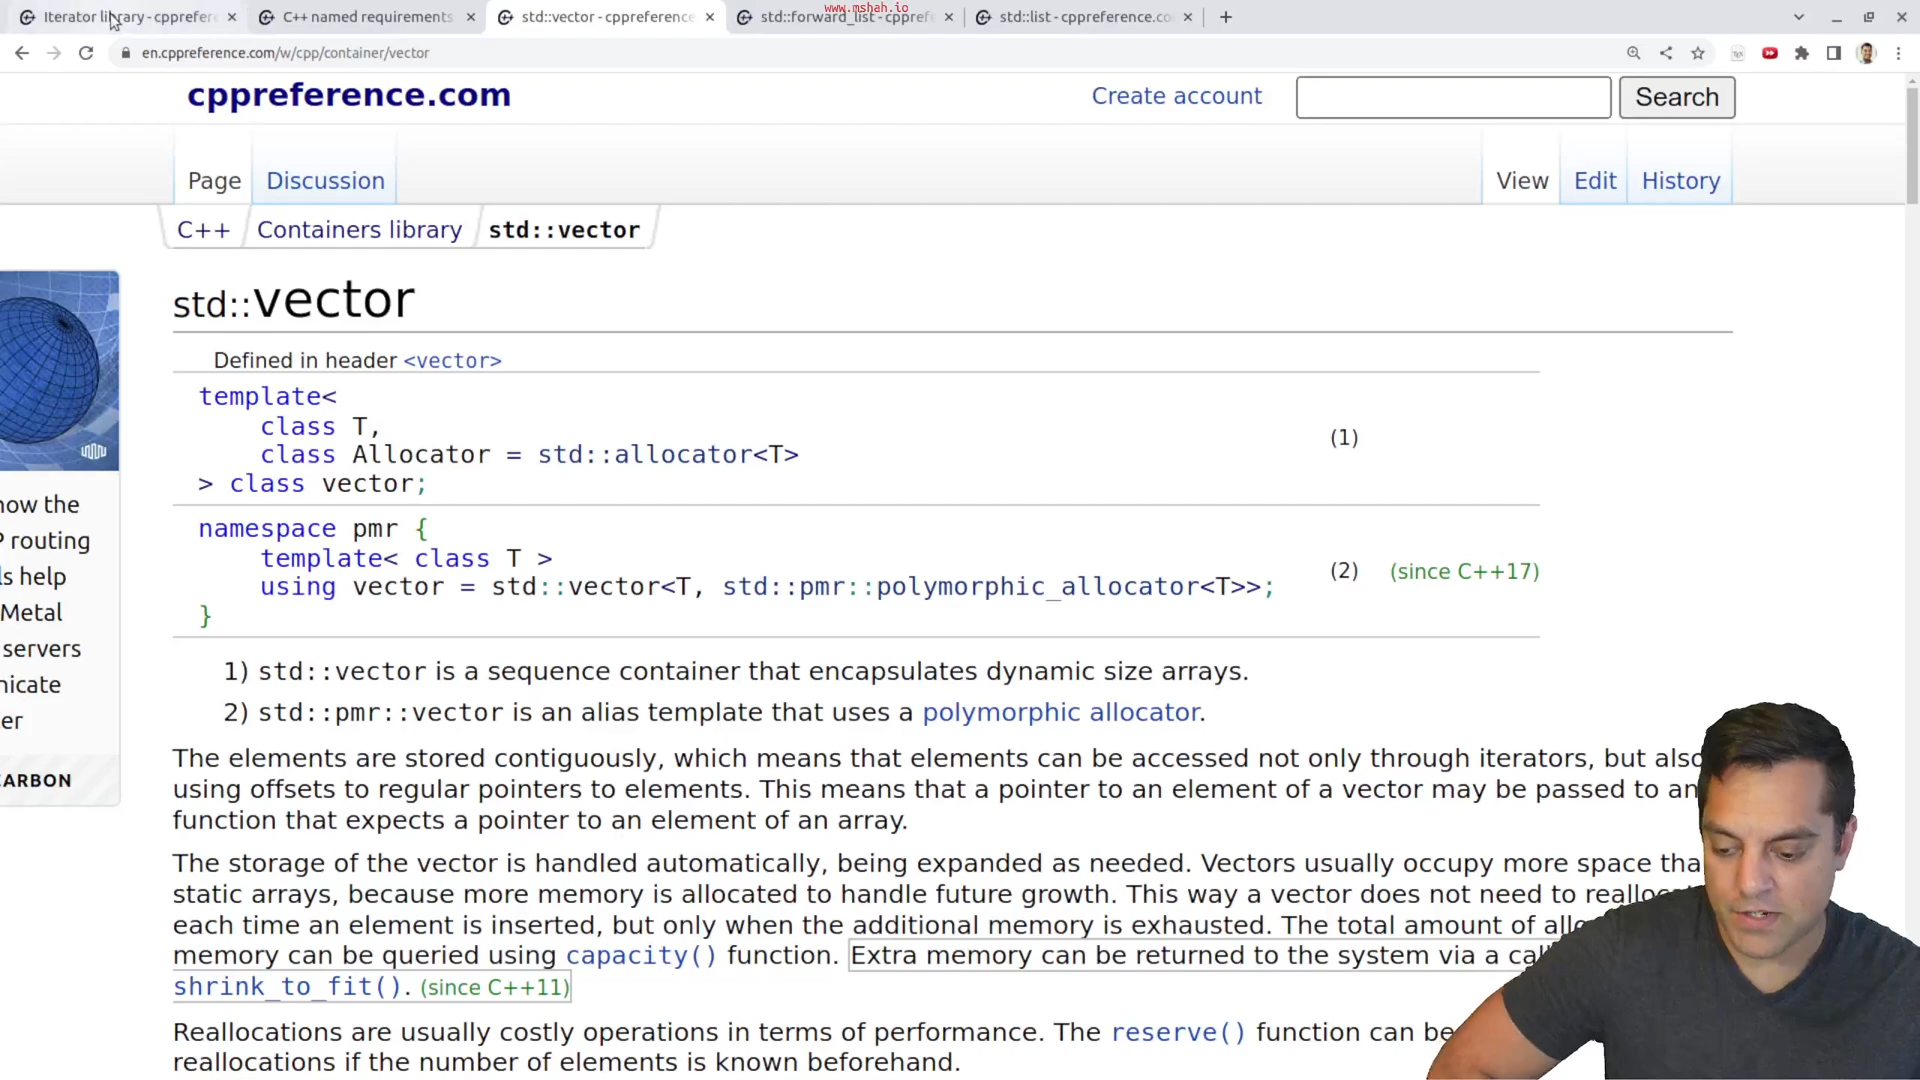 Iterator library - cpprefere
C++ named requirements
std::vector - cppreference
std::forward_list - cppref
std::list - cppreference.co
www.mshah.io
en.cppreference.com/w/cpp/container/vector
cppreference.com
Create account
Search
Page
Discussion
View
Edit
History
C++
Containers library
std::vector
std::vector
Defined in header <vector>
template<
class T,
class Allocator = std::allocator<T>
> class vector;
(1)
namespace pmr {
template< class T >
using vector = std::vector<T, std::pmr::polymorphic_allocator<T>>;
}
(2) (since C++17)
1) std::vector is a sequence container that encapsulates dynamic size arrays.
2) std::pmr::vector is an alias template that uses a polymorphic allocator.
The elements are stored contiguously, which means that elements can be accessed not only through iterators, but also
using offsets to regular pointers to elements. This means that a pointer to an element of a vector may be passed to an
function that expects a pointer to an element of an array.
The storage of the vector is handled automatically, being expanded as needed. Vectors usually occupy more space tha
static arrays, because more memory is allocated to handle future growth. This way a vector does not need to realloc
each time an element is inserted, but only when the additional memory is exhausted. The total amount of allo
memory can be queried using capacity() function. Extra memory can be returned to the system via a cal
shrink_to_fit(). (since C++11)
Reallocations are usually costly operations in terms of performance. The reserve() function can be
reallocations if the number of elements is known beforehand.
now the
P routing
ls help
Metal
servers
nicate
er
CARBON